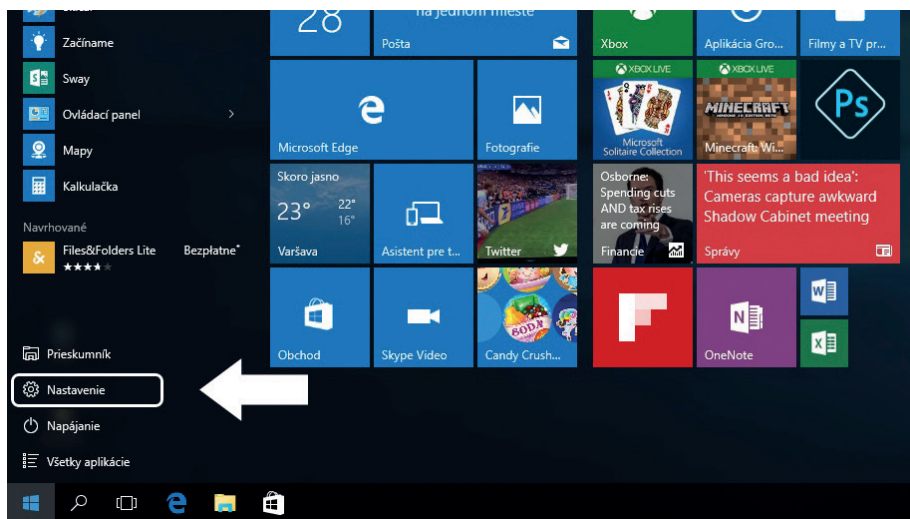 Začíname
Sway
Ovládací panel
Mapy
Kalkulačka
Navrhované
Files&Folders Lite Bezplatne*
Prieskumník
Nastavenie
Napájanie
Všetky aplikácie
28
na jednom mieste
Pošta
Microsoft Edge
Fotografie
Skoro jasno
23° 22°
16°
Varšava
Asistent pre t...
Twitter
Obchod
Skype Video
SODA
Candy Crush...
Xbox
Aplikácia Gro...
Filmy a TV pr...
XBOX LIVE
Microsoft
Solitaire Collection
XBOX LIVE
MINECRAFT
Minecraft: Wi...
Ps
Osborne:
Spending cuts
AND tax rises
are coming
Financie
'This seems a
bad idea':
Cameras capture awkward
Shadow Cabinet meeting
Správy
OneNote